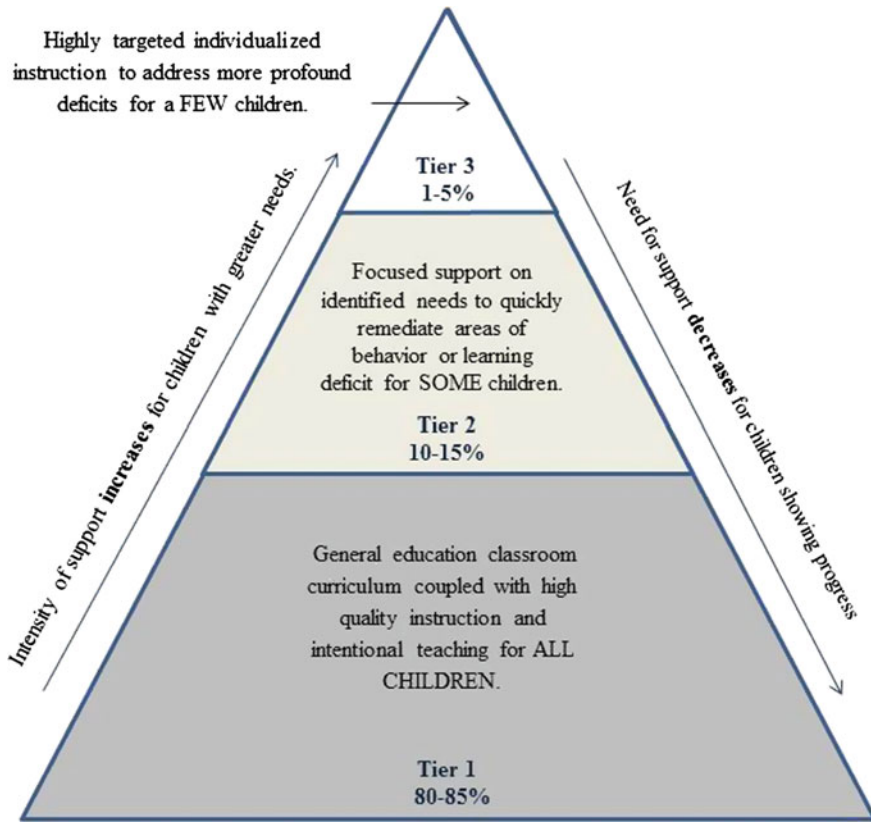 Highly targeted individualized
instruction to address more profound
deficits for a FEW children.
Tier 3
1-5%
Intensity of support increases for children with greater needs.
Need for support decreases for children showing progress
Focused support on
identified needs to quickly
remediate areas of
behavior or learning
deficit for SOME children.
Tier 2
10-15%
General education classroom
curriculum coupled with high
quality instruction and
intentional teaching for ALL
CHILDREN.
Tier 1
80-85%